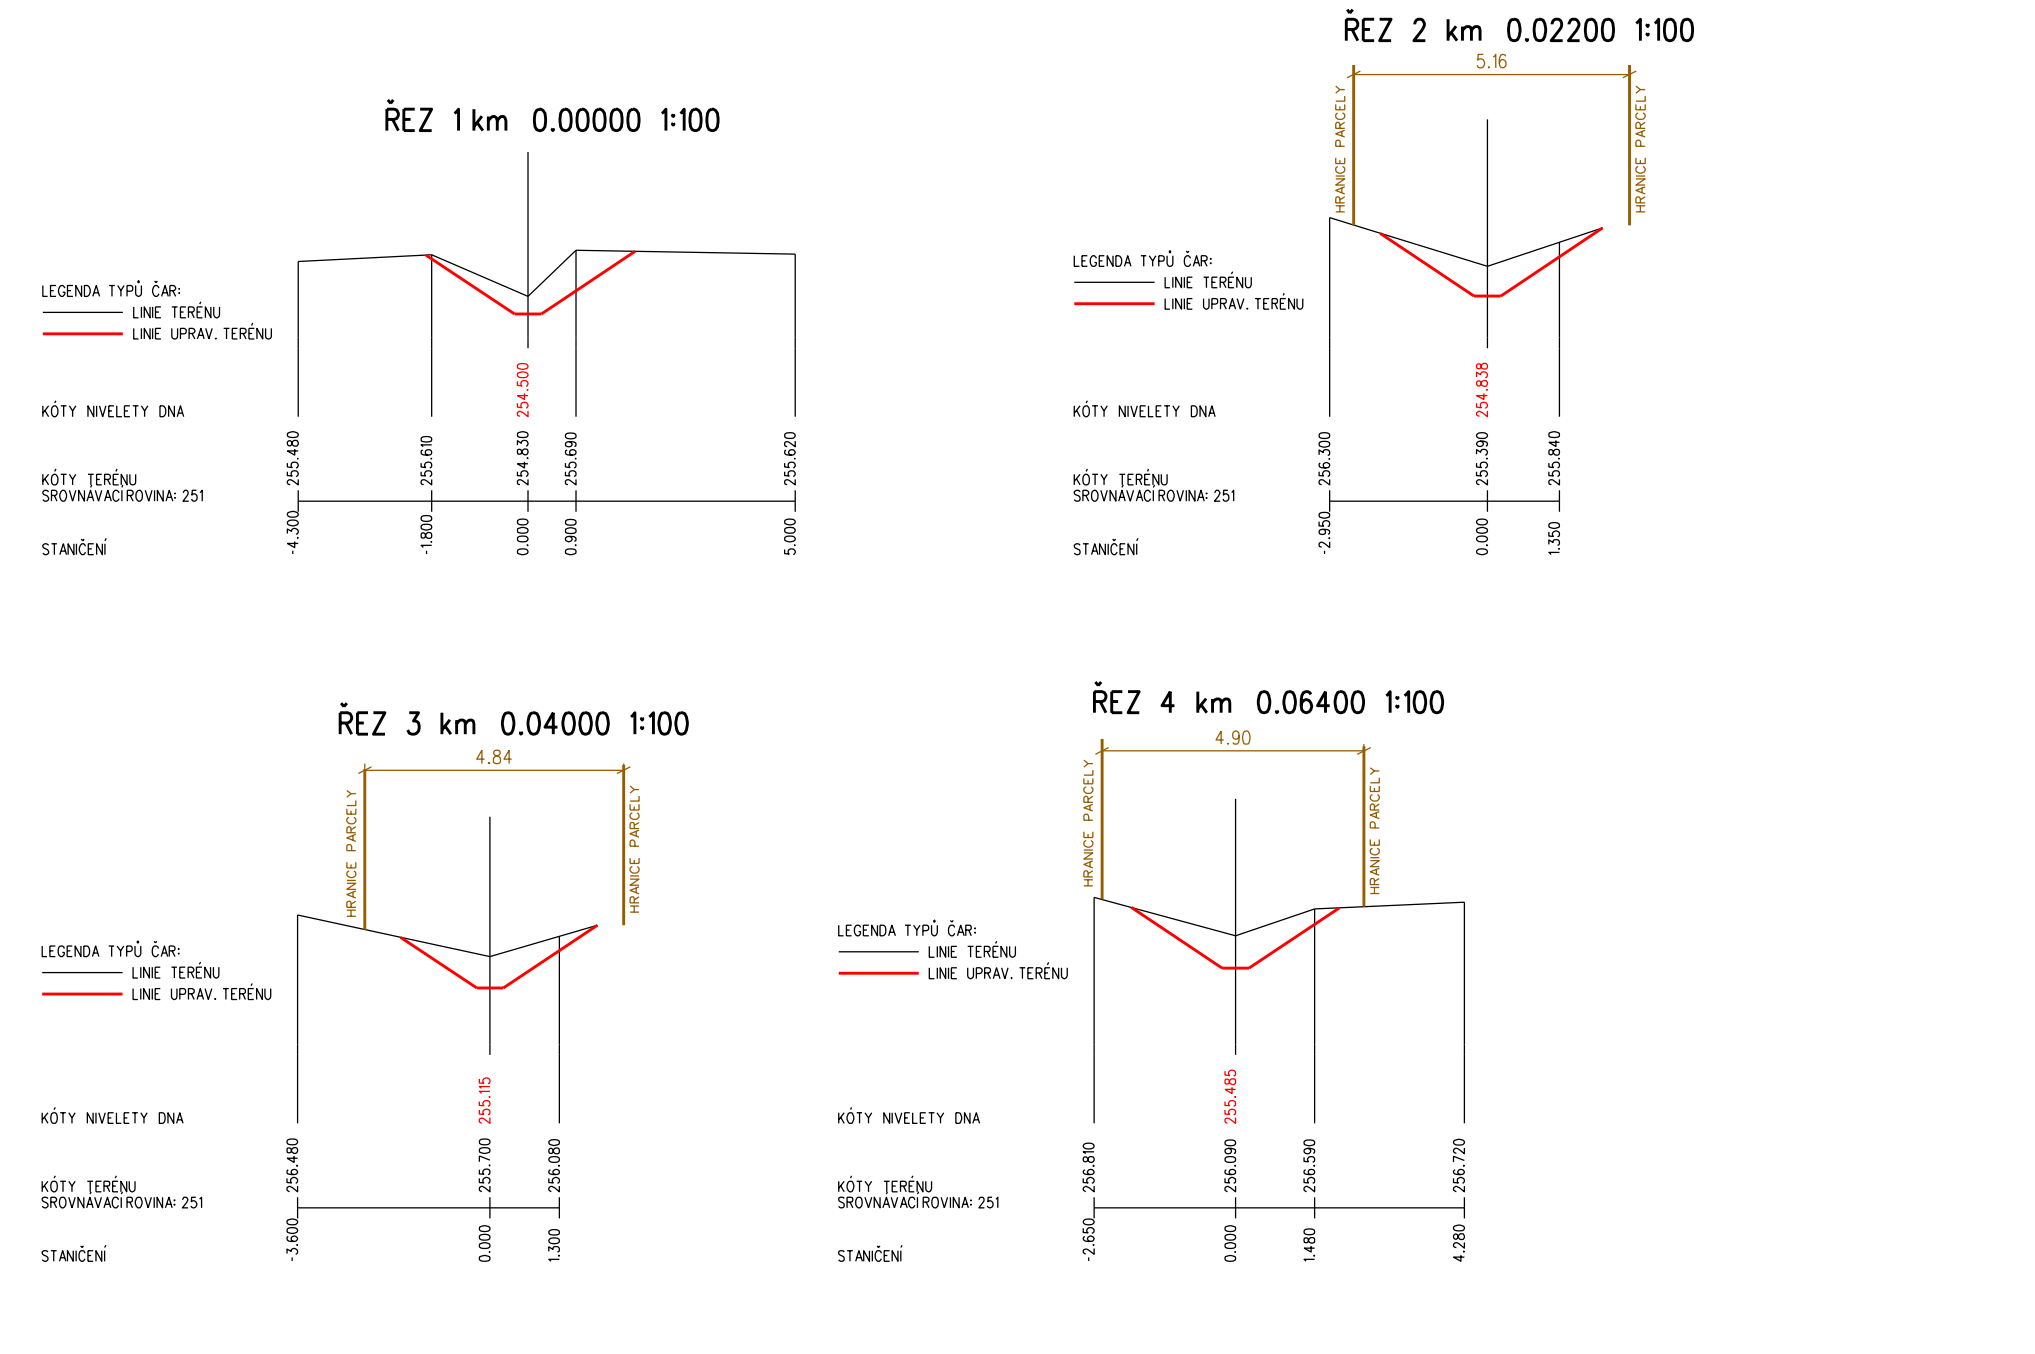 ŘEZ 1 km 0.00000 1:100
LEGENDA TYPŮ ČAR:
LINIE TERÉNU
LINIE UPRAV. TERÉNU
KÓTY NIVELETY DNA
254.500
KÓTY TERÉNU
255.480
255.610
254.830
255.690
255.620
SROVNÁVACÍ ROVINA: 251
STANIČENÍ
-4.300
-1.800
0.000
0.900
5.000
ŘEZ 2 km 0.02200 1:100
5.16
HRANICE PARCELY
HRANICE PARCELY
LEGENDA TYPŮ ČAR:
LINIE TERÉNU
LINIE UPRAV. TERÉNU
KÓTY NIVELETY DNA
254.838
KÓTY TERÉNU
256.300
255.390
255.840
SROVNÁVACÍ ROVINA: 251
STANIČENÍ
-2.950
0.000
1.350
ŘEZ 3 km 0.04000 1:100
4.84
HRANICE PARCELY
HRANICE PARCELY
LEGENDA TYPŮ ČAR:
LINIE TERÉNU
LINIE UPRAV. TERÉNU
KÓTY NIVELETY DNA
255.115
KÓTY TERÉNU
256.480
255.700
256.080
SROVNÁVACÍ ROVINA: 251
STANIČENÍ
-3.600
0.000
1.300
ŘEZ 4 km 0.06400 1:100
4.90
HRANICE PARCELY
HRANICE PARCELY
LEGENDA TYPŮ ČAR:
LINIE TERÉNU
LINIE UPRAV. TERÉNU
KÓTY NIVELETY DNA
255.485
KÓTY TERÉNU
256.810
256.090
256.590
256.720
SROVNÁVACÍ ROVINA: 251
STANIČENÍ
-2.650
0.000
1.480
4.280